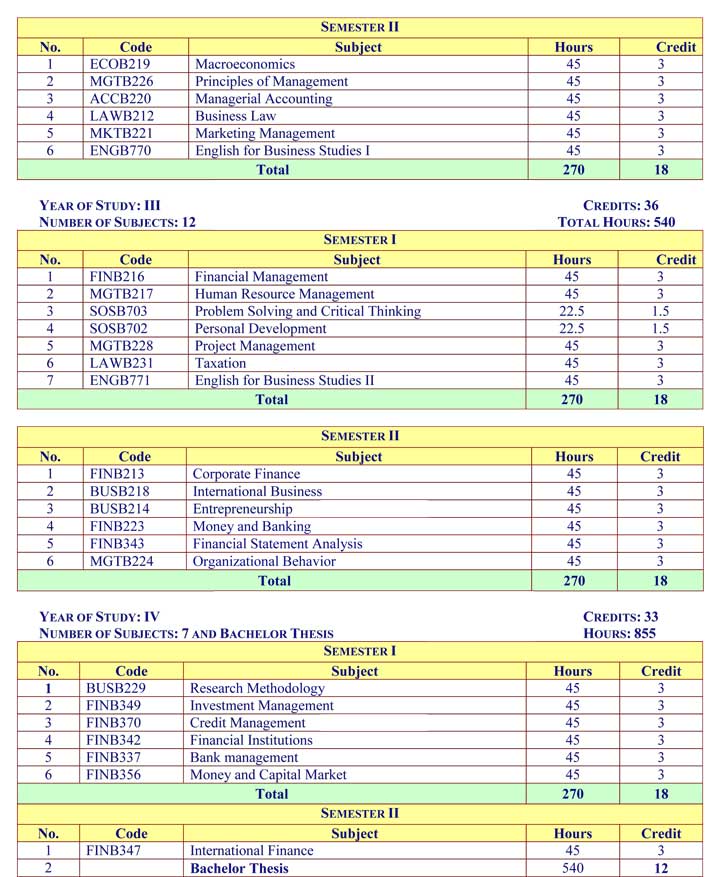 SEMESTER II
No. Code Subject Hours Credit
1 ECOB219 Macroeconomics 45 3
2 MGTB226 Principles of Management 45 3
3 ACCB220 Managerial Accounting 45 3
4 LAWB212 Business Law 45 3
5 MKTB221 Marketing Management 45 3
6 ENGB770 English for Business Studies I 45 3
Total 270 18
YEAR OF STUDY: III CREDITS: 36
NUMBER OF SUBJECTS: 12 TOTAL HOURS: 540
SEMESTER I
No. Code Subject Hours Credit
1 FINB216 Financial Management 45 3
2 MGTB217 Human Resource Management 45 3
3 SOSB703 Problem Solving and Critical Thinking 22.5 1.5
4 SOSB702 Personal Development 22.5 1.5
5 MGTB228 Project Management 45 3
6 LAWB231 Taxation 45 3
7 ENGB771 English for Business Studies II 45 3
Total 270 18
SEMESTER II
No. Code Subject Hours Credit
1 FINB213 Corporate Finance 45 3
2 BUSB218 International Business 45 3
3 BUSB214 Entrepreneurship 45 3
4 FINB223 Money and Banking 45 3
5 FINB343 Financial Statement Analysis 45 3
6 MGTB224 Organizational Behavior 45 3
Total 270 18
YEAR OF STUDY: IV CREDITS: 33
NUMBER OF SUBJECTS: 7 AND BACHELOR THESIS HOURS: 855
SEMESTER I
No. Code Subject Hours Credit
1 BUSB229 Research Methodology 45 3
2 FINB349 Investment Management 45 3
3 FINB370 Credit Management 45 3
4 FINB342 Financial Institutions 45 3
5 FINB337 Bank management 45 3
6 FINB356 Money and Capital Market 45 3
Total 270 18
SEMESTER II
No. Code Subject Hours Credit
1 FINB347 International Finance 45 3
2 Bachelor Thesis 540 12